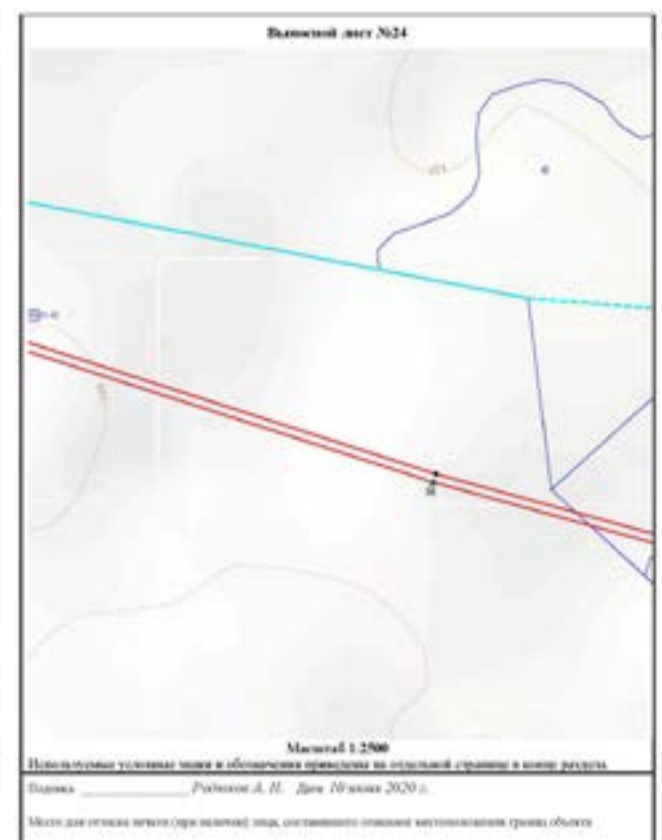 Выносной лист №24
Масштаб 1:2500
Используемые условные знаки и обозначения приведены на отдельной странице в конце раздела.
Подпись _______________ А. Н. Дата 10 июня 2020 г.
Место для оттиска печати (при наличии) лица, составившего описание местоположения границ объекта